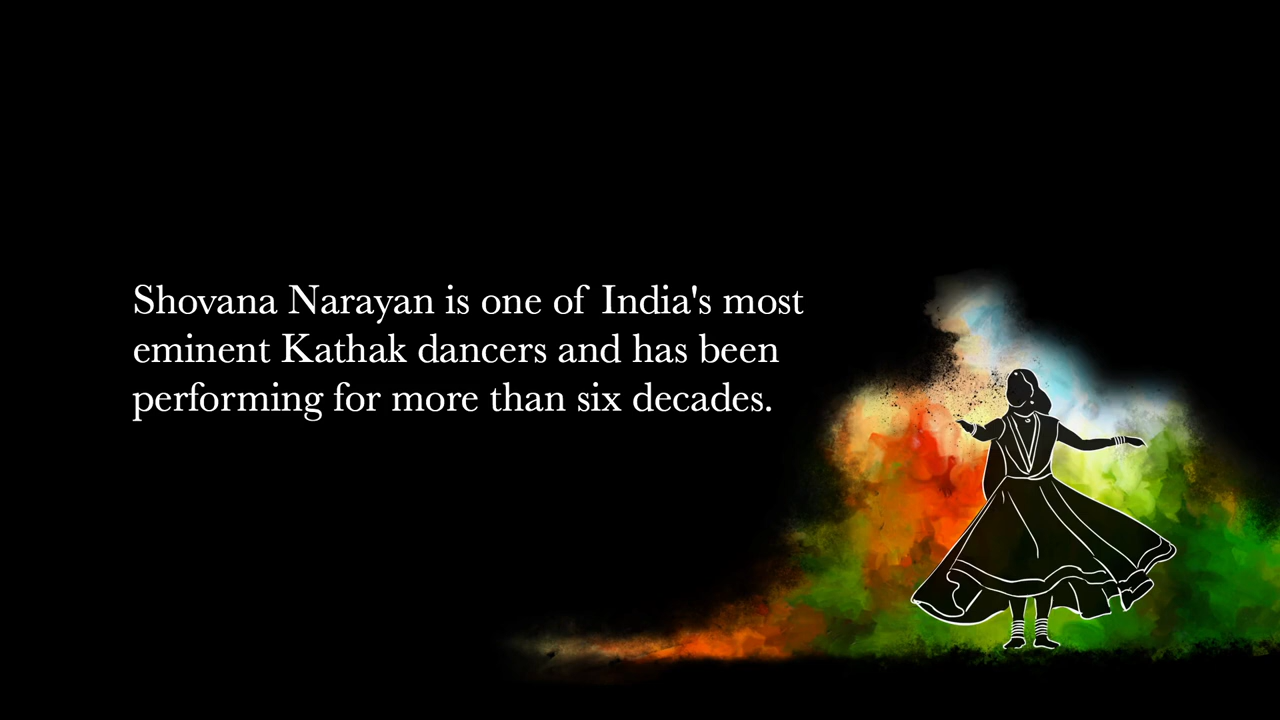 Shovana Narayan is one of India's most
eminent Kathak dancers and has been
performing for more than six decades.